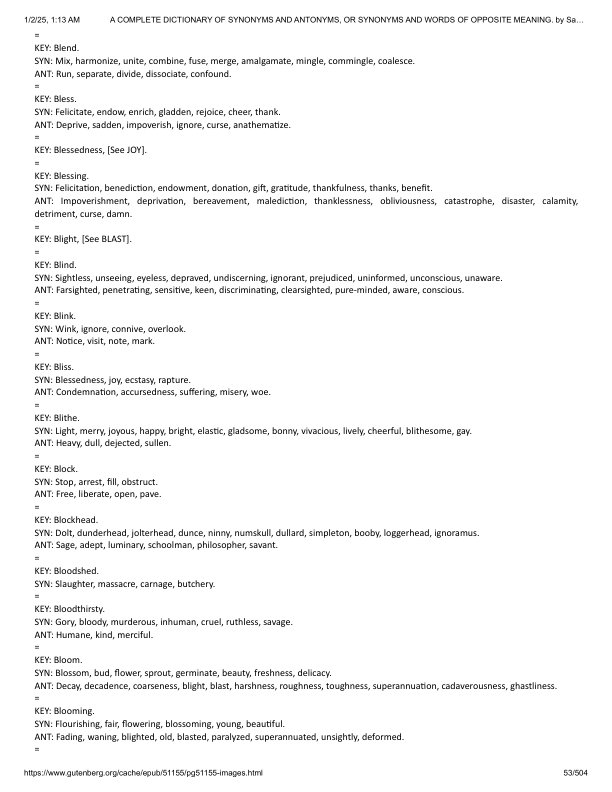 1/2/25, 1:13 AM A COMPLETE DICTIONARY OF SYNONYMS AND ANTONYMS, OR SYNONYMS AND WORDS OF OPPOSITE MEANING. by Sa…
=
KEY: Blend.
SYN: Mix, harmonize, unite, combine, fuse, merge, amalgamate, mingle, commingle, coalesce.
ANT: Run, separate, divide, dissociate, confound.
=
KEY: Bless.
SYN: Felicitate, endow, enrich, gladden, rejoice, cheer, thank.
ANT: Deprive, sadden, impoverish, ignore, curse, anathematize.
=
KEY: Blessedness, [See JOY].
=
KEY: Blessing.
SYN: Felicitation, benediction, endowment, donation, gift, gratitude, thankfulness, thanks, benefit.
ANT: Impoverishment, deprivation, bereavement, malediction, thanklessness, obliviousness, catastrophe, disaster, calamity,
detriment, curse, damn.
=
KEY: Blight, [See BLAST].
=
KEY: Blind.
SYN: Sightless, unseeing, eyeless, depraved, undiscerning, ignorant, prejudiced, uninformed, unconscious, unaware.
ANT: Farsighted, penetrating, sensitive, keen, discriminating, clearsighted, pure-minded, aware, conscious.
=
KEY: Blink.
SYN: Wink, ignore, connive, overlook.
ANT: Notice, visit, note, mark.
=
KEY: Bliss.
SYN: Blessedness, joy, ecstasy, rapture.
ANT: Condemnation, accursedness, suffering, misery, woe.
=
KEY: Blithe.
SYN: Light, merry, joyous, happy, bright, elastic, gladsome, bonny, vivacious, lively, cheerful, blithesome, gay.
ANT: Heavy, dull, dejected, sullen.
=
KEY: Block.
SYN: Stop, arrest, fill, obstruct.
ANT: Free, liberate, open, pave.
=
KEY: Blockhead.
SYN: Dolt, dunderhead, jolterhead, dunce, ninny, numskull, dullard, simpleton, booby, loggerhead, ignoramus.
ANT: Sage, adept, luminary, schoolman, philosopher, savant.
=
KEY: Bloodshed.
SYN: Slaughter, massacre, carnage, butchery.
=
KEY: Bloodthirsty.
SYN: Gory, bloody, murderous, inhuman, cruel, ruthless, savage.
ANT: Humane, kind, merciful.
=
KEY: Bloom.
SYN: Blossom, bud, flower, sprout, germinate, beauty, freshness, delicacy.
ANT: Decay, decadence, coarseness, blight, blast, harshness, roughness, toughness, superannuation, cadaverousness, ghastliness.
=
KEY: Blooming.
SYN: Flourishing, fair, flowering, blossoming, young, beautiful.
ANT: Fading, waning, blighted, old, blasted, paralyzed, superannuated, unsightly, deformed.
=
https://www.gutenberg.org/cache/epub/51155/pg51155-images.html 53/504